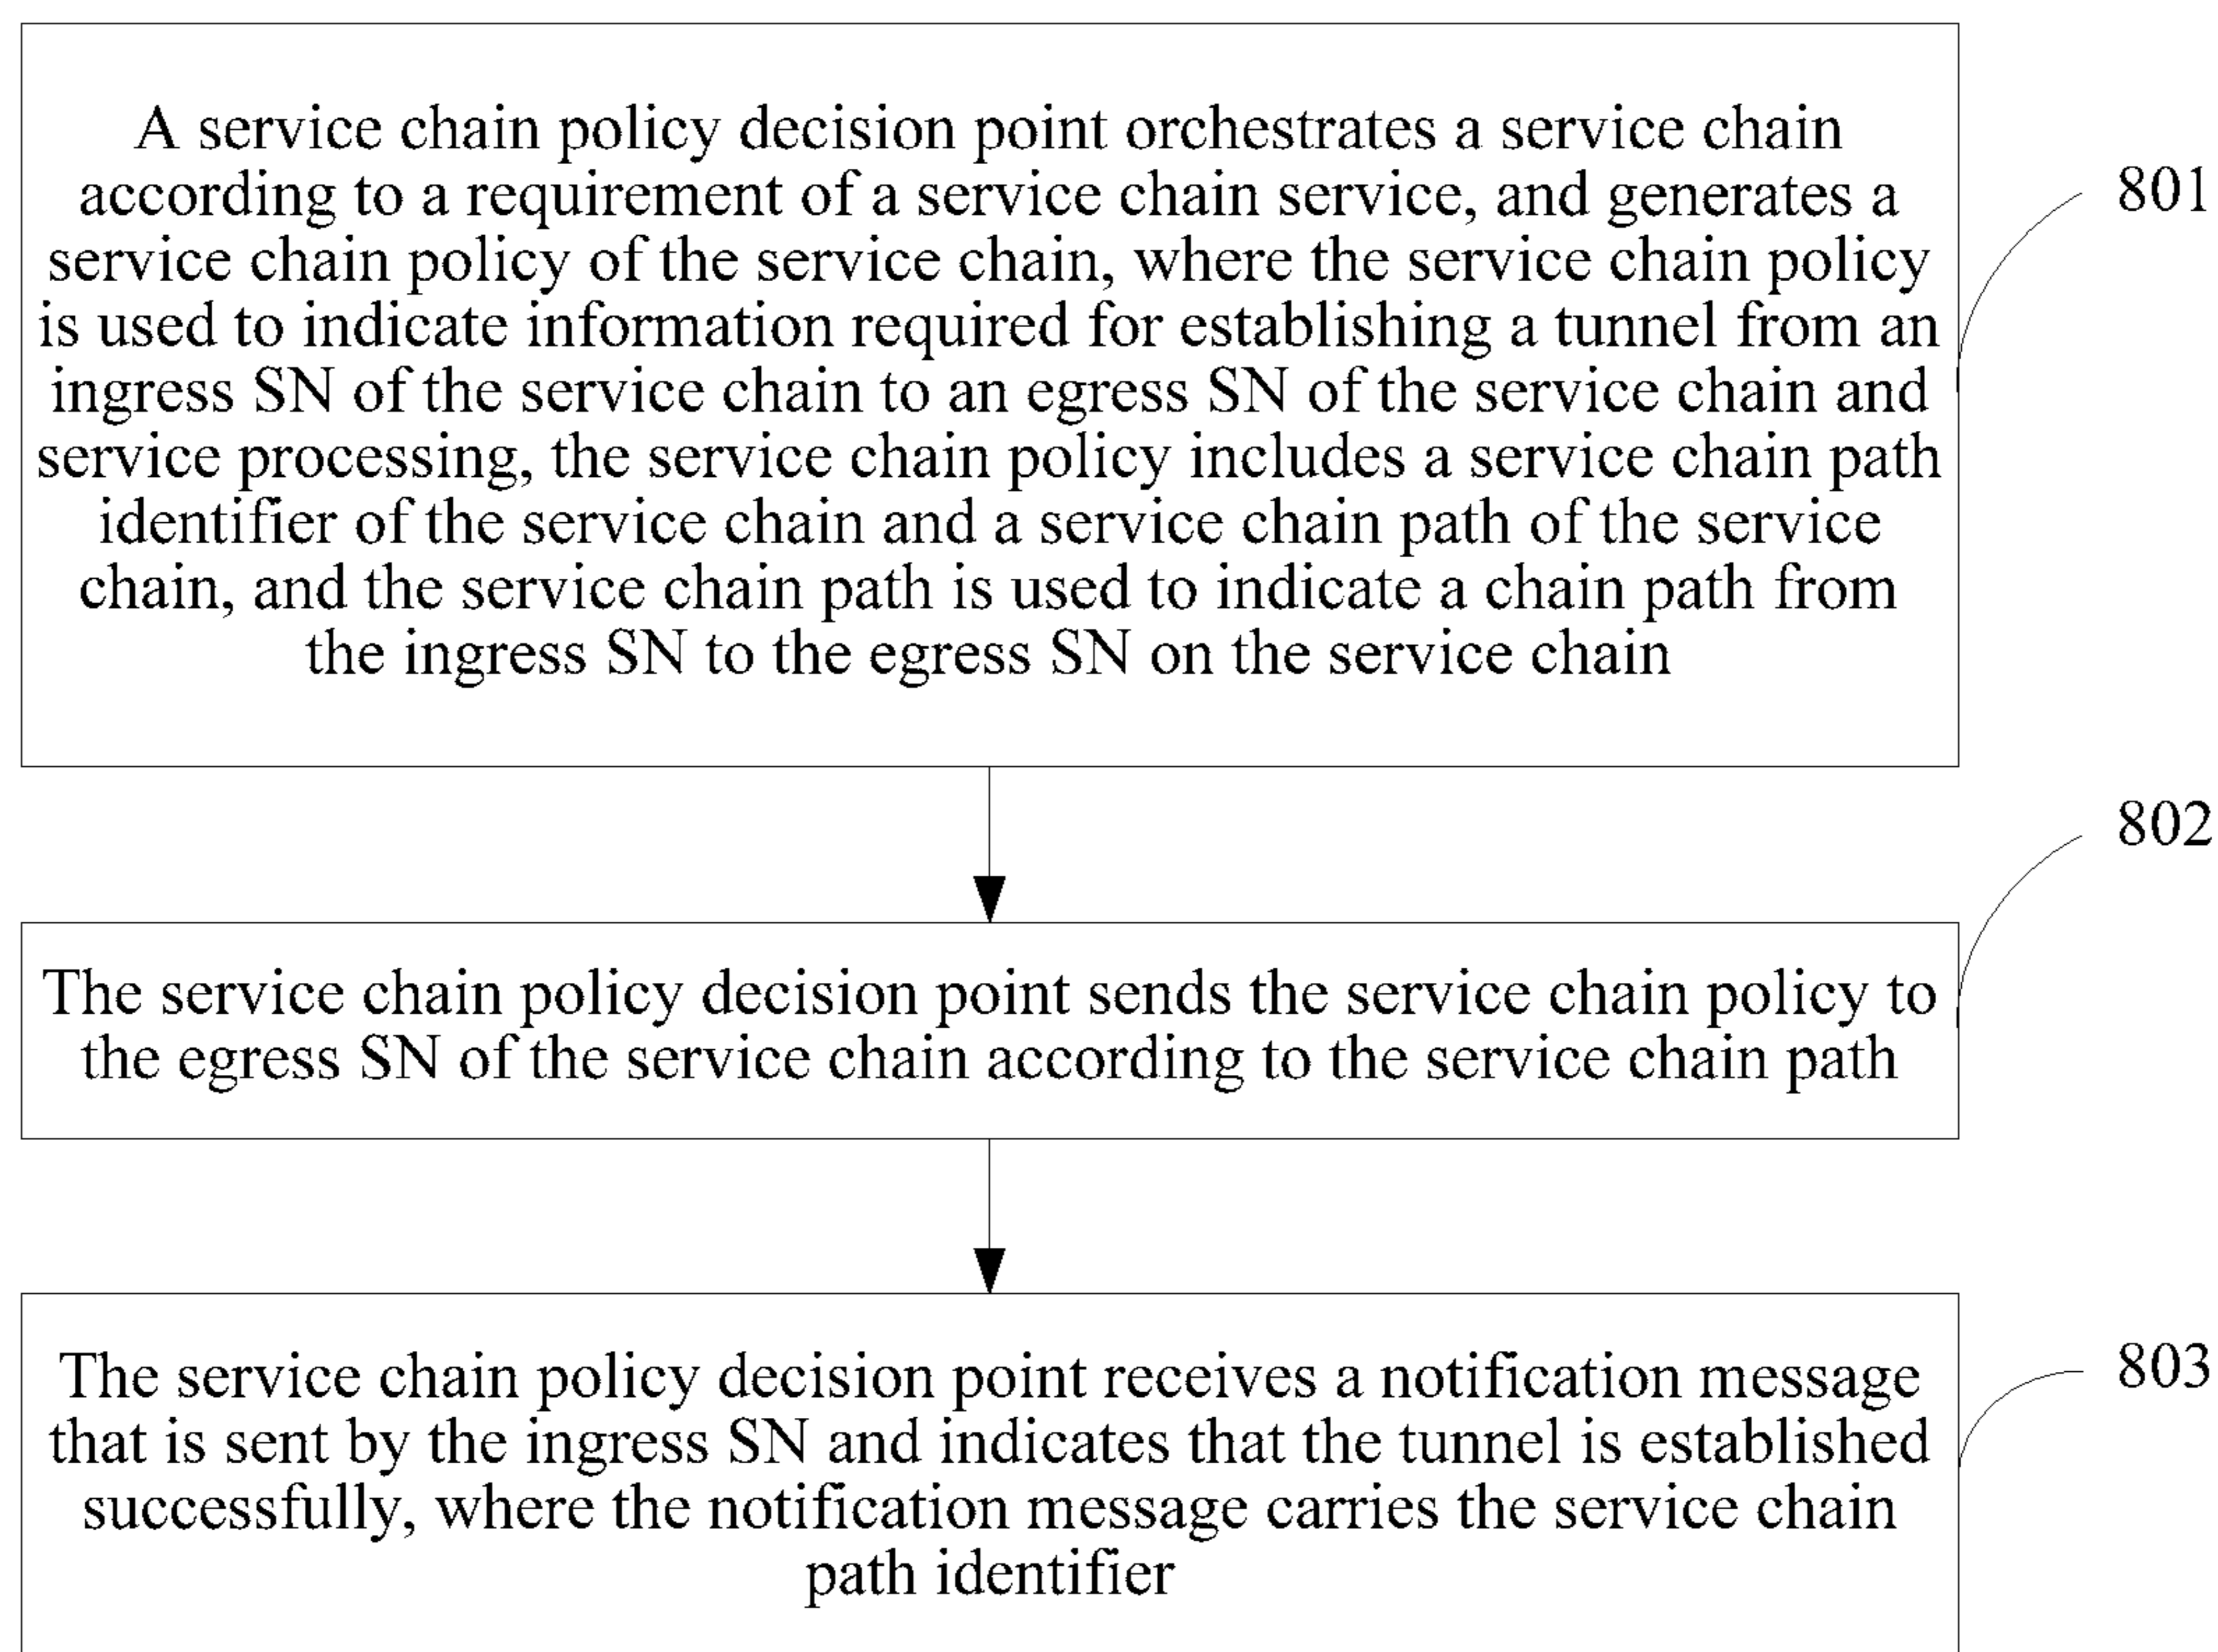 A service chain policy decision point orchestrates a service chain
according to a requirement of a service chain service, and generates a
service chain policy of the service chain, where the service chain policy
is used to indicate information required for establishing a tunnel from an
ingress SN of the service chain to an egress SN of the service chain and
service processing, the service chain policy includes a service chain path
identifier of the service chain and a service chain path of the service
chain, and the service chain path is used to indicate a chain path from
the ingress SN to the egress SN on the service chain
801
The service chain policy decision point sends the service chain policy to
the egress SN of the service chain according to the service chain path
802
The service chain policy decision point receives a notification message
that is sent by the ingress SN and indicates that the tunnel is established
successfully, where the notification message carries the service chain
path identifier
803